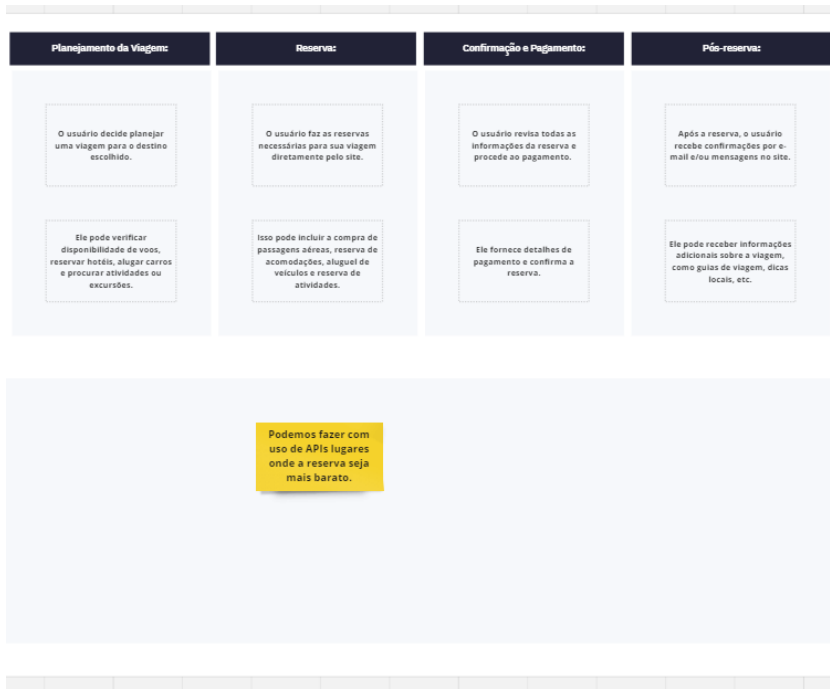 Planejamento da Viagem:
Reserva:
Confirmação e Pagamento:
Pós-reserva:
O usuário decide planejar
uma viagem para o destino
escolhido.
O usuário faz as reservas
necessárias para sua viagem
diretamente pelo site.
O usuário revisa todas as
informações da reserva e
procede ao pagamento.
Após a reserva, o usuário
recebe confirmações por e-
mail e/ou mensagens no site.
Ele pode verificar
disponibilidade de voos,
reservar hotéis, alugar carros
e procurar atividades ou
excursões.
Isso pode incluir a compra de
passagens aéreas, reserva de
acomodações, aluguel de
veículos e reserva de
atividades.
Ele fornece detalhes de
pagamento e confirma a
reserva.
Ele pode receber informações
adicionais sobre a viagem,
como guias de viagem, dicas
locais, etc.
Podemos fazer com
uso de APIs lugares
onde a reserva seja
mais barato.